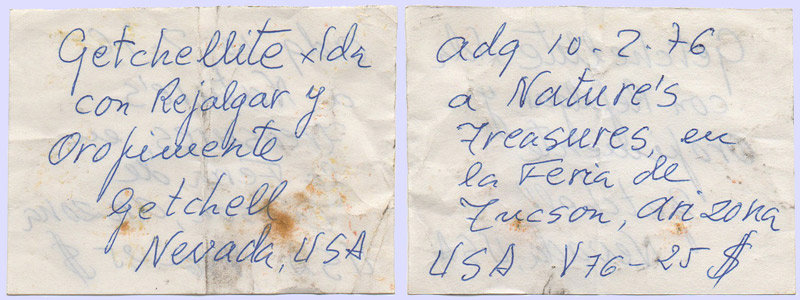 Getchellite xldn
con Rejalgar y
Oropimente
Getchell
Nevada, USA
adq 10-2-76
a Nature's
Treasures, en
la Feria de
Tucson, Arizona
USA V76-25 $